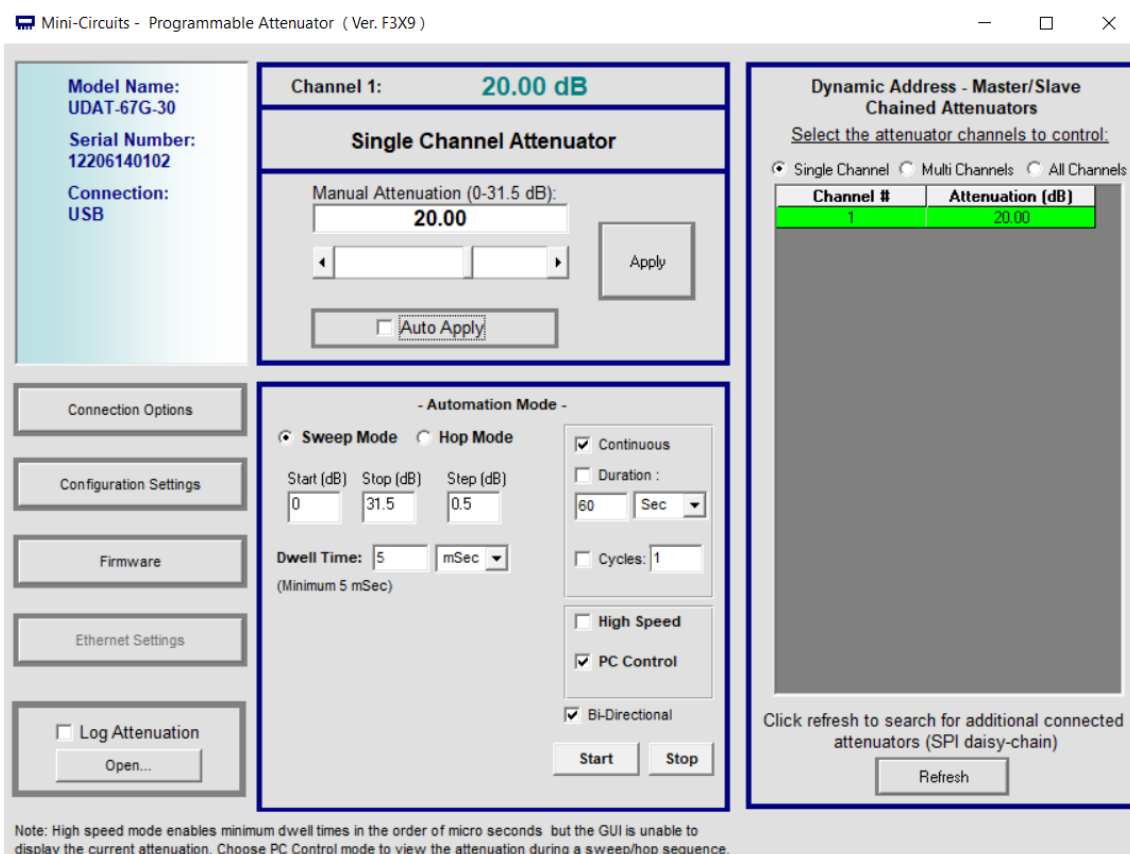 Mini-Circuits - Programmable Attenuator ( Ver. F3X9 )
Model Name:
UDAT-67G-30
Serial Number:
12206140102
Connection:
USB
Channel 1: 20.00 dB
Single Channel Attenuator
Manual Attenuation (0-31.5 dB):
20.00
Apply
Auto Apply
Dynamic Address - Master/Slave
Chained Attenuators
Select the attenuator channels to control:
Single Channel Multi Channels All Channels
Channel # Attenuation (dB)
1 20.00
Click refresh to search for additional connected
attenuators (SPI daisy-chain)
Refresh
Connection Options
Configuration Settings
Firmware
Ethernet Settings
Log Attenuation
Open...
- Automation Mode -
Sweep Mode Hop Mode
Start (dB) Stop (dB) Step (dB)
0 31.5 0.5
Dwell Time: 5 mSec
(Minimum 5 mSec)
Continuous
Duration :
60 Sec
Cycles: 1
High Speed
PC Control
Bi-Directional
Start Stop
Note: High speed mode enables minimum dwell times in the order of micro seconds but the GUI is unable to
display the current attenuation. Choose PC Control mode to view the attenuation during a sweep/hop sequence.